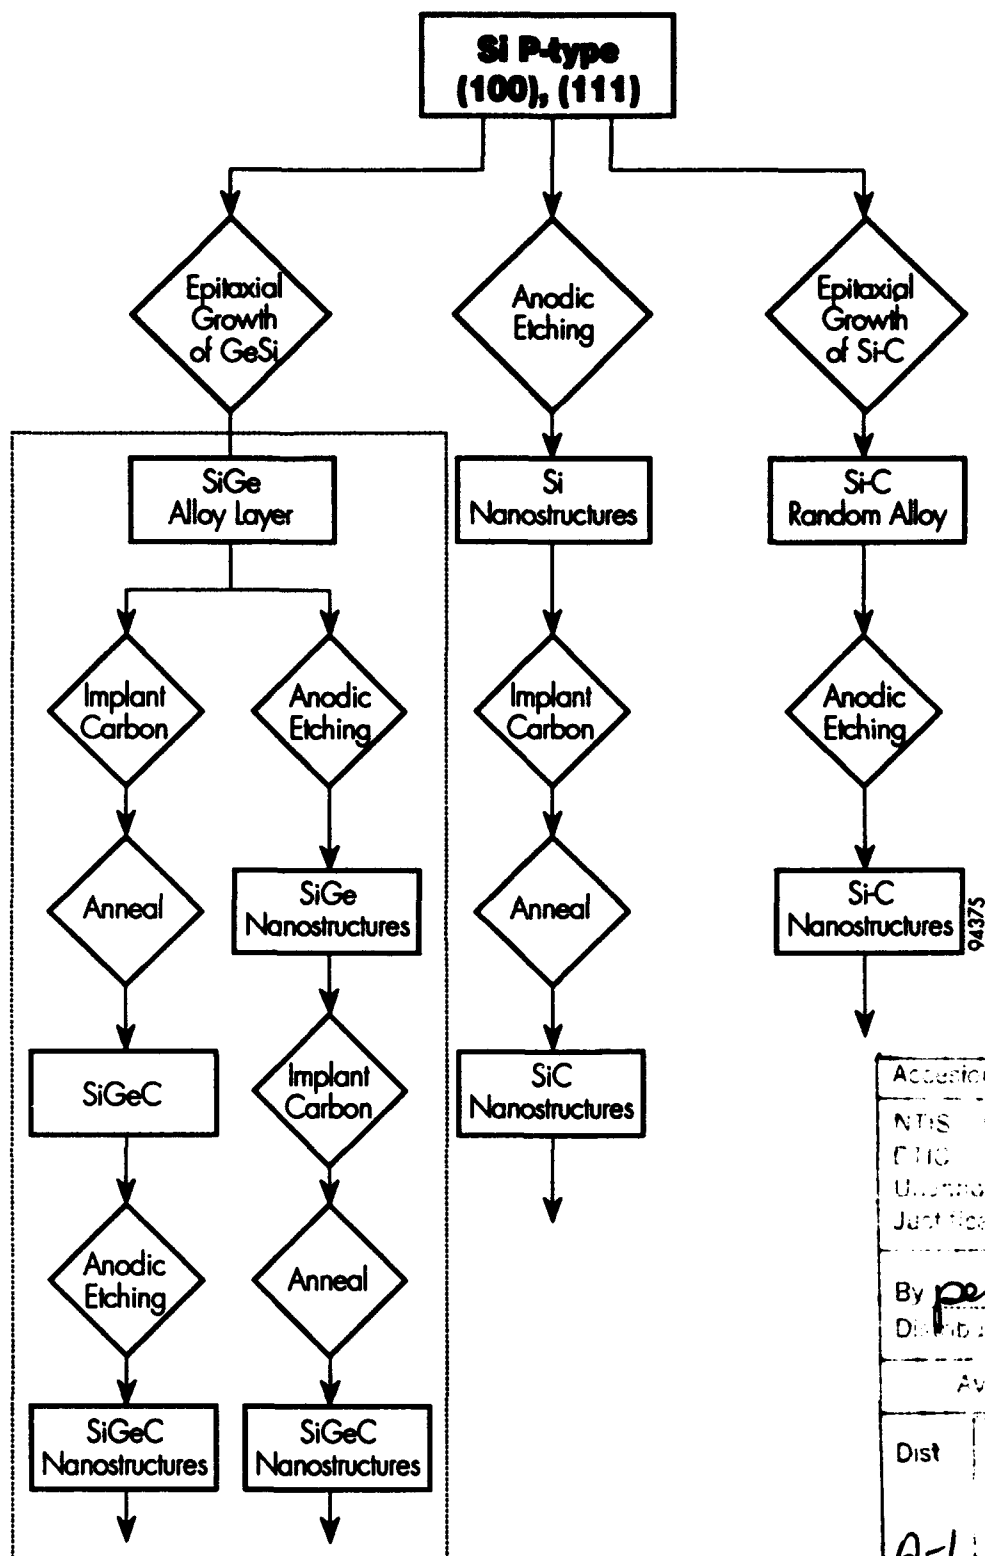 Si P-type
(100), (111)
Epitaxial
Growth
of GeSi
Anodic
Etching
Epitaxial
Growth
of Si-C
SiGe
Alloy Layer
Si
Nanostructures
Si-C
Random Alloy
Implant
Carbon
Anodic
Etching
Implant
Carbon
Anodic
Etching
Anneal
SiGe
Nanostructures
Anneal
Si-C
Nanostructures
94375
SiGeC
Implant
Carbon
SiC
Nanostructures
Anodic
Etching
Anneal
SiGeC
Nanostructures
SiGeC
Nanostructures
NTIS
By
Dist
A-1